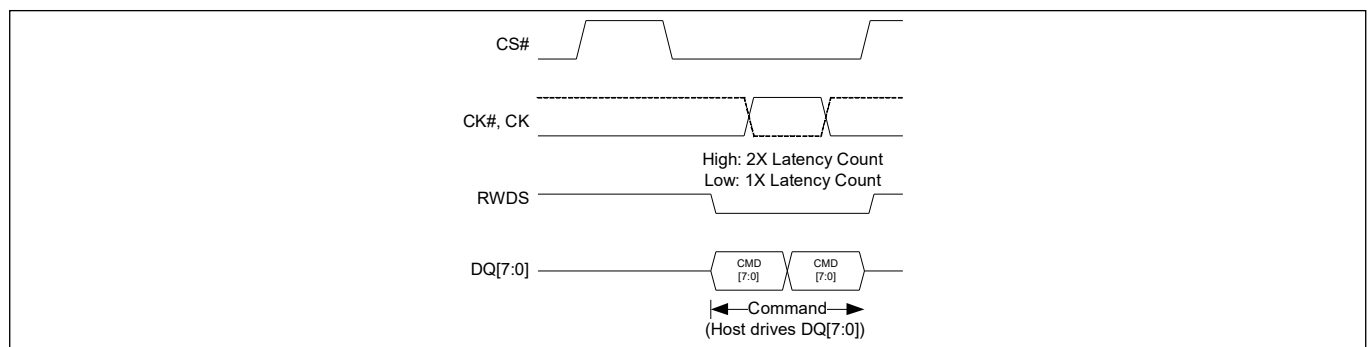 CS#
CK#, CK
High: 2X Latency Count
Low: 1X Latency Count
RWDS
DQ[7:0]
CMD
[7:0]
CMD
[7:0]
Command
(Host drives DQ[7:0])